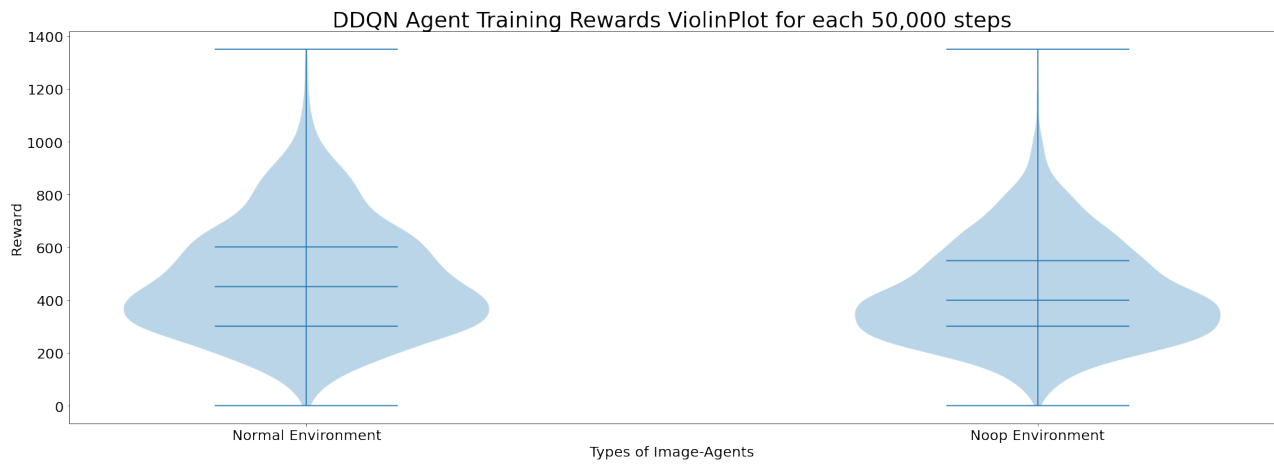 DDQN Agent Training Rewards ViolinPlot for each 50,000 steps
1400
1200
1000
800
600
400
200
0
Reward
Normal Environment
Noop Environment
Types of Image-Agents